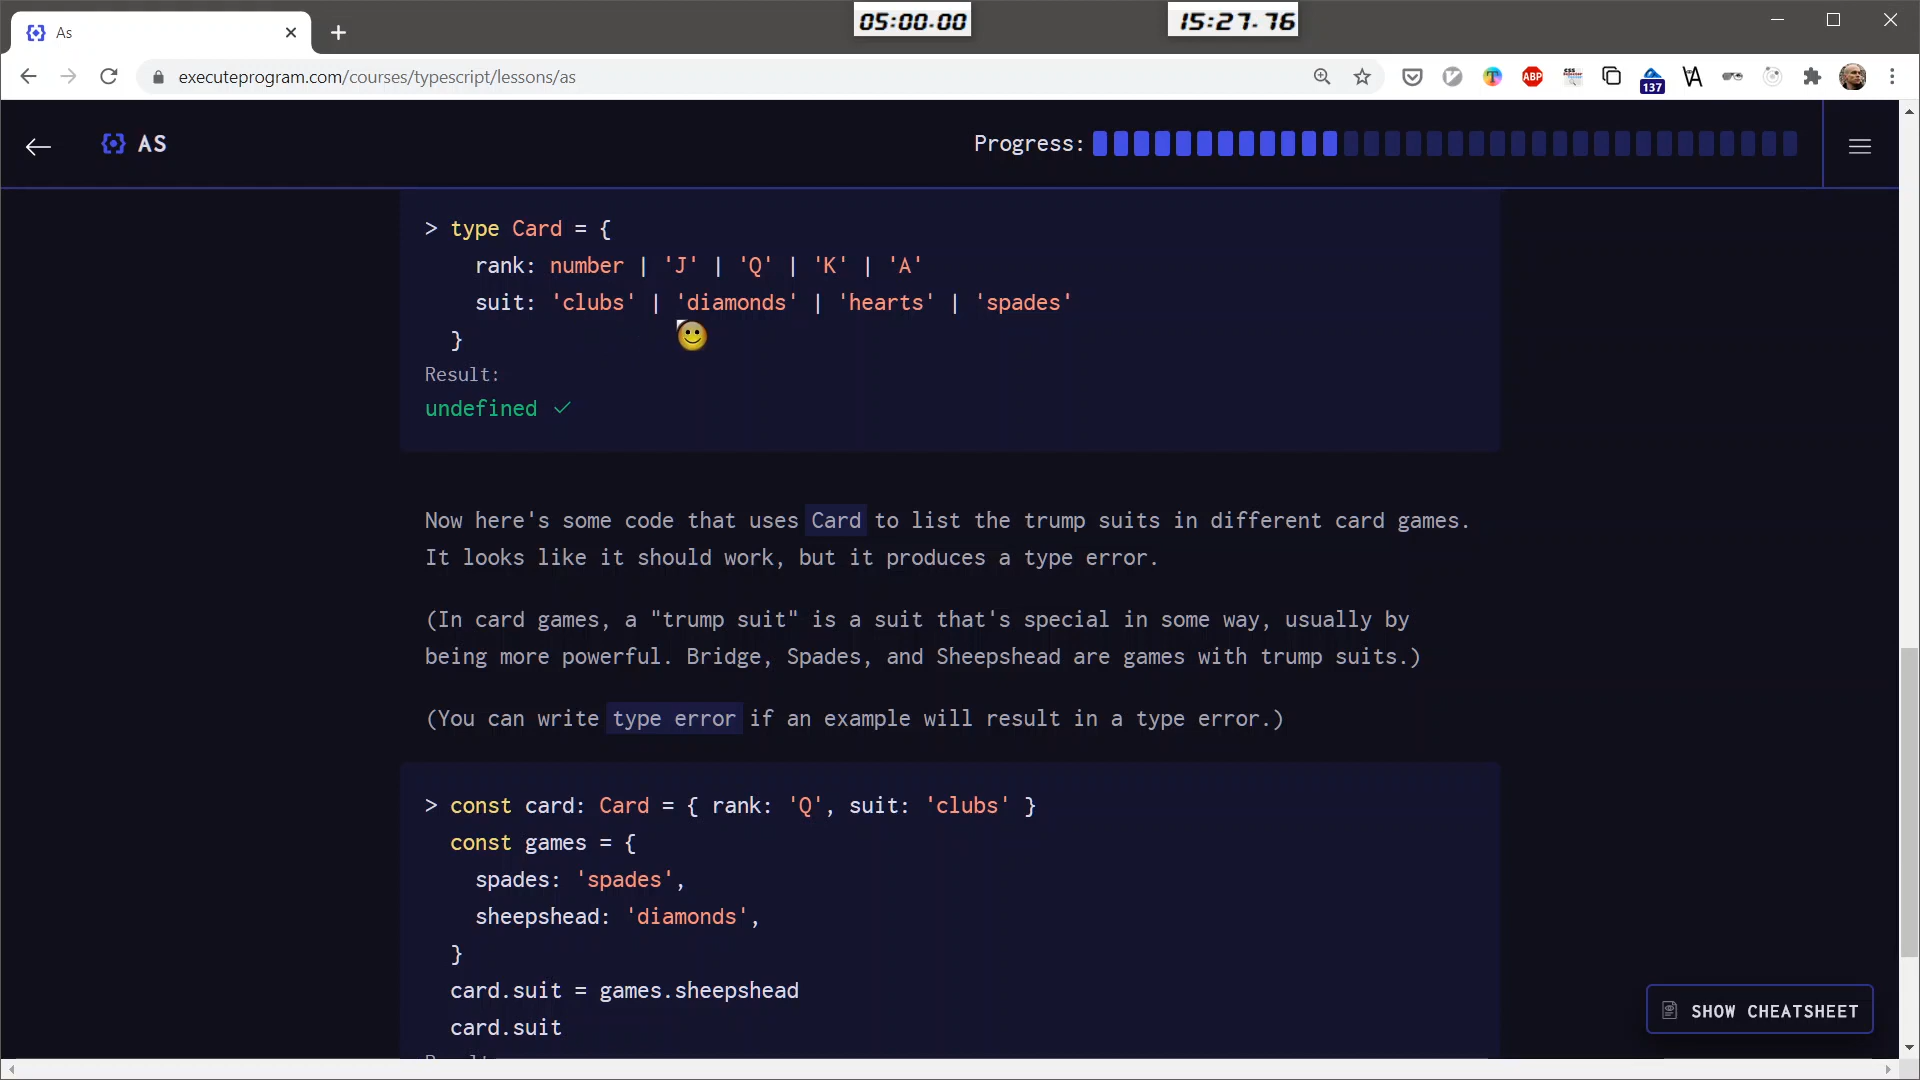 05:00.00
15:27.76
As
executeprogram.com/courses/typescript/lessons/as
ABP
137
AS
Progress:
> type Card = {
rank: number | 'J' | 'Q' | 'K' | 'A'
suit: 'clubs' | 'diamonds' | 'hearts' | 'spades'
}
Result:
undefined ✓
Now here's some code that uses Card to list the trump suits in different card games.
It looks like it should work, but it produces a type error.
(In card games, a "trump suit" is a suit that's special in some way, usually by
being more powerful. Bridge, Spades, and Sheepshead are games with trump suits.)
(You can write type error if an example will result in a type error.)
> const card: Card = { rank: 'Q', suit: 'clubs' }
const games = {
spades: 'spades',
sheepshead: 'diamonds',
}
card.suit = games.sheepshead
card.suit
SHOW CHEATSHEET